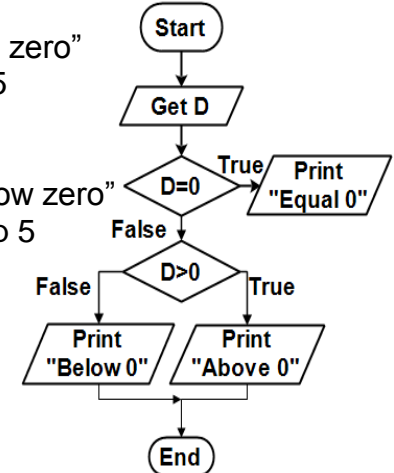 Start
zero”
5
Get D
True
Print
"Equal 0"
D=0
ow zero”
o 5
False
D>0
False
True
Print
"Below 0"
Print
"Above 0"
End